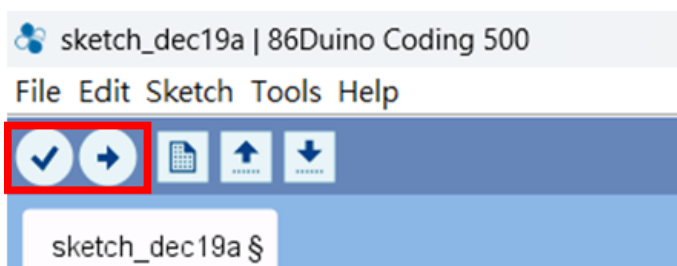 sketch_dec19a | 86Duino Coding 500
File Edit Sketch Tools Help
sketch_dec19a §